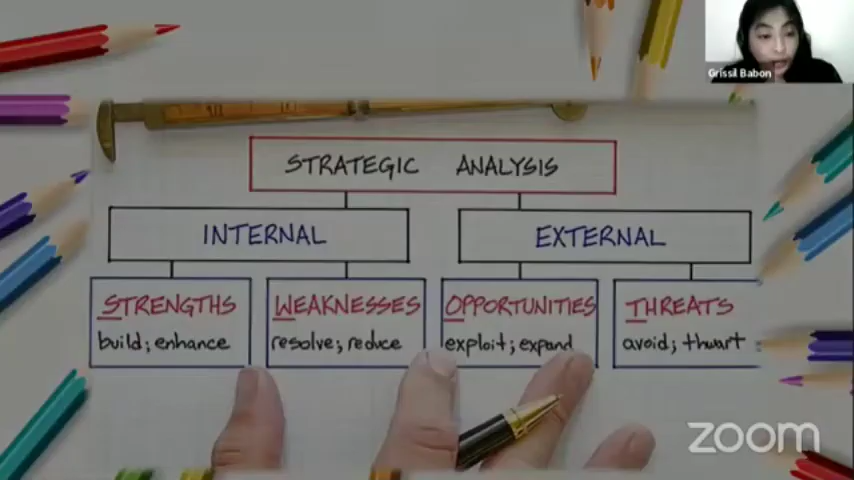 Grissil Babon
STRATEGIC ANALYSIS
INTERNAL
EXTERNAL
STRENGTHS
build; enhance
WEAKNESSES
resolve; reduce
OPPORTUNITIES
exploit; expand
THREATS
avoid; thwart
zoom